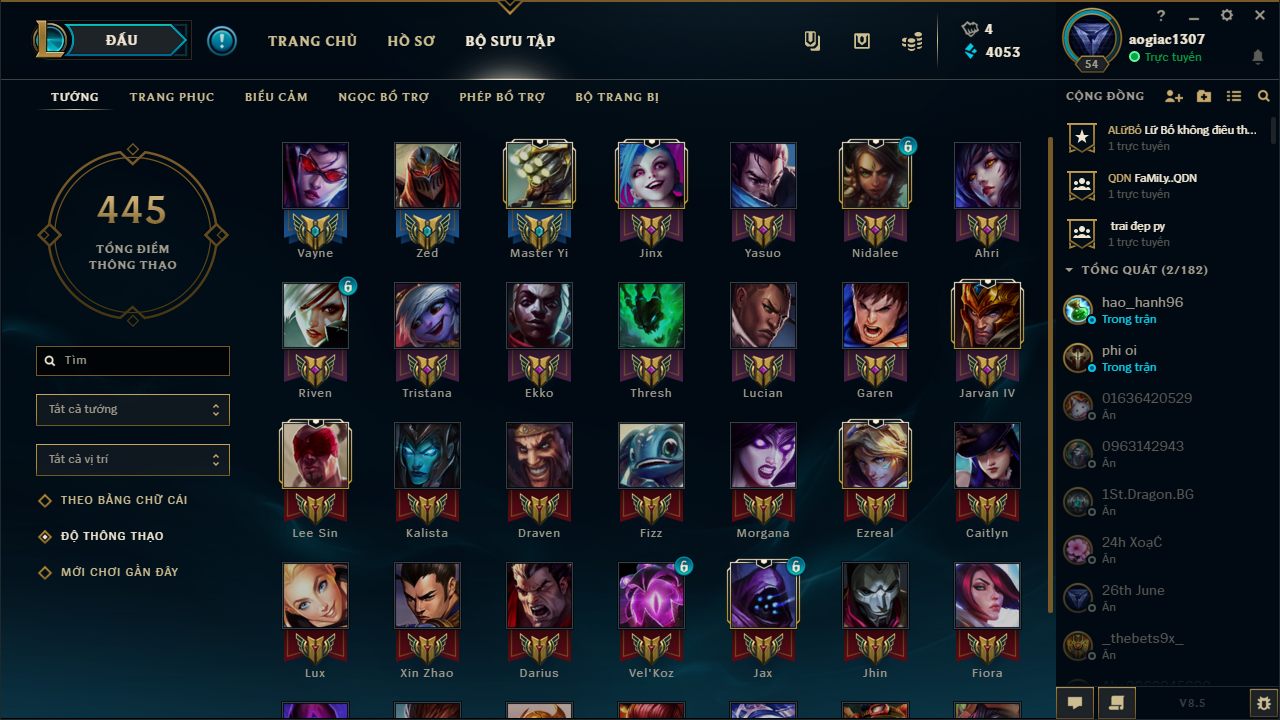 ĐẤU
!
TRANG CHỦ
HỒ SƠ
BỘ SƯU TẬP
4
4053
?
aogiac1307
Trực tuyến
54
TƯỚNG
TRANG PHỤC
BIỂU CẢM
NGỌC BỔ TRỢ
PHÉP BỔ TRỢ
BỘ TRANG BỊ
CỘNG ĐỒNG
445
TỔNG ĐIỂM
THÔNG THẠO
Tìm
Tất cả tướng
Tất cả vị trí
THEO BẢNG CHỮ CÁI
ĐỘ THÔNG THẠO
MỚI CHƠI GẦN ĐÂY
6
Vayne
Zed
Master Yi
Jinx
Yasuo
Nidalee
Ahri
6
Riven
Tristana
Ekko
Thresh
Lucian
Garen
Jarvan IV
Lee Sin
Kalista
Draven
Fizz
Morgana
Ezreal
Caitlyn
6
6
Lux
Xin Zhao
Darius
Vel'Koz
Jax
Jhin
Fiora
ALữBố Lữ Bố không điêu th...
1 trực tuyến
QDN FaMiLy..QDN
1 trực tuyến
trai đẹp py
1 trực tuyến
TỔNG QUÁT (2/182)
hao_hanh96
Trong trận
phi oi
Trong trận
01636420529
Ẩn
0963142943
Ẩn
1St.Dragon.BG
Ẩn
24h XoạĆ
Ẩn
26th June
Ẩn
_thebets9x_
Ẩn
V8.5